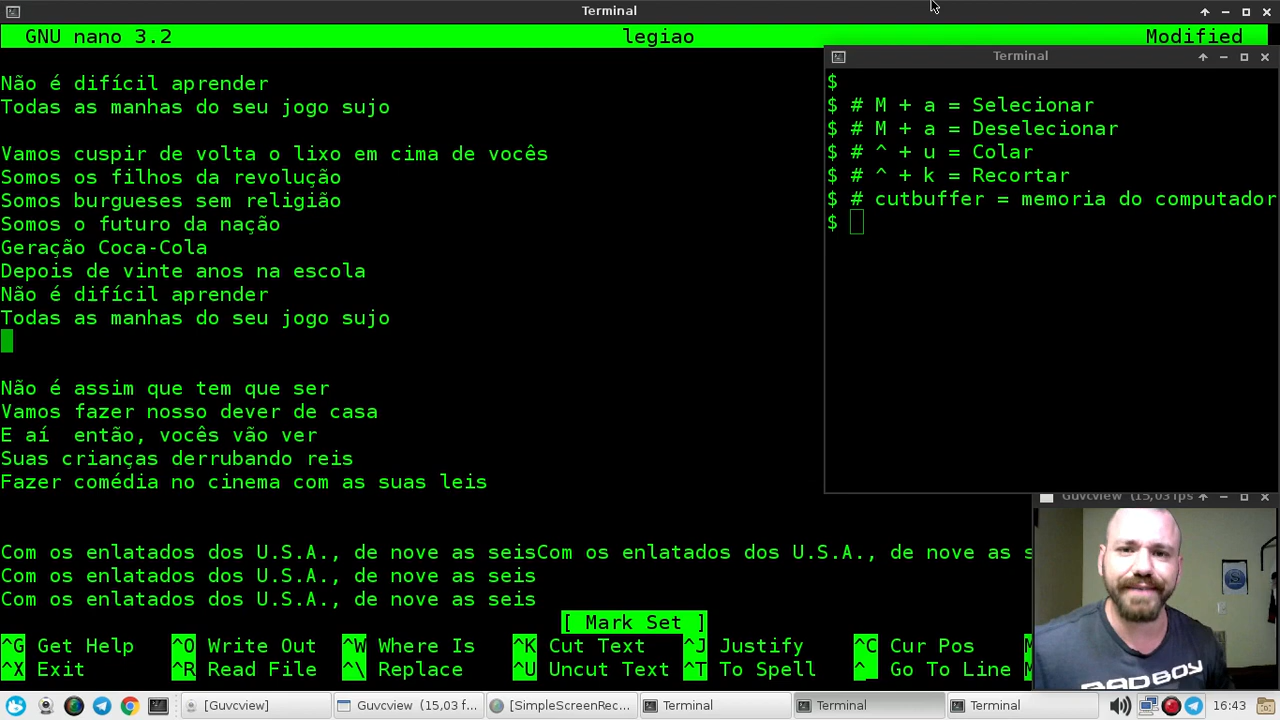 Terminal
GNU nano 3.2 legiao Modified
Não é difícil aprender
Todas as manhas do seu jogo sujo
Vamos cuspir de volta o lixo em cima de vocês
Somos os filhos da revolução
Somos burgueses sem religião
Somos o futuro da nação
Geração Coca-Cola
Depois de vinte anos na escola
Não é difícil aprender
Todas as manhas do seu jogo sujo
Não é assim que tem que ser
Vamos fazer nosso dever de casa
E aí  então, vocês vão ver
Suas crianças derrubando reis
Fazer comédia no cinema com as suas leis
Com os enlatados dos U.S.A., de nove as seisCom os enlatados dos U.S.A., de nove as s
Com os enlatados dos U.S.A., de nove as seis
Com os enlatados dos U.S.A., de nove as seis
[ Mark Set ]
^G Get Help ^O Write Out ^W Where Is ^K Cut Text ^J Justify ^C Cur Pos M
^X Exit ^R Read File ^\ Replace ^U Uncut Text ^T To Spell ^_ Go To Line M
Terminal
$
$ # M + a = Selecionar
$ # M + a = Deselecionar
$ # ^ + u = Colar
$ # ^ + k = Recortar
$ # cutbuffer = memoria do computador
$
Guvcview (15,03 fps
BAD BOY
[Guvcview] Guvcview (15,0... [SimpleScreenRec... Terminal Terminal Terminal 16:43